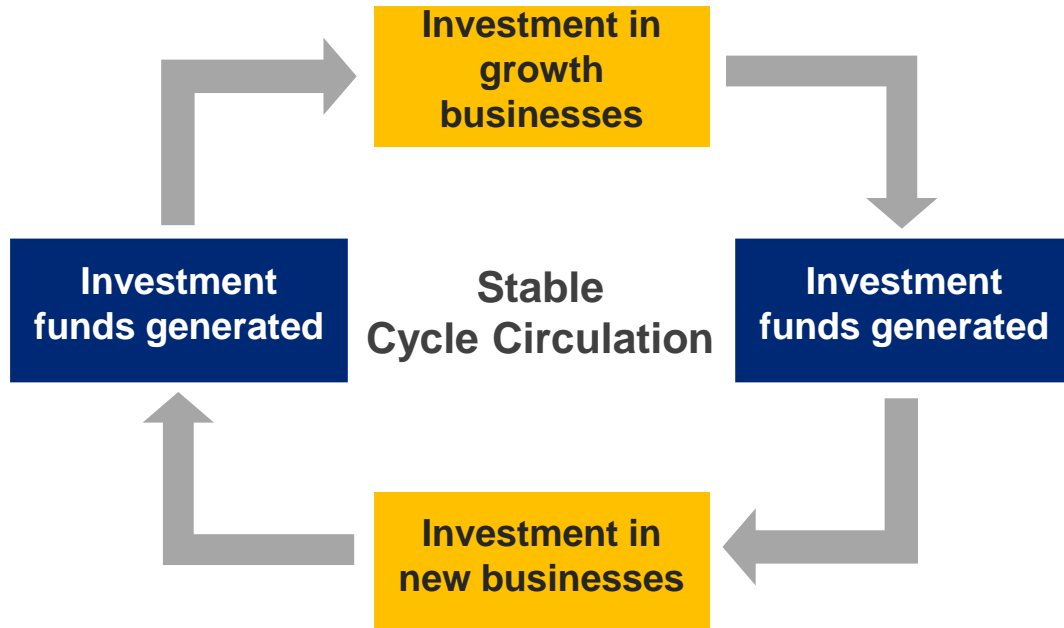 Investment in
growth
businesses
Investment
funds generated
Stable
Cycle Circulation
Investment
funds generated
Investment in
new businesses